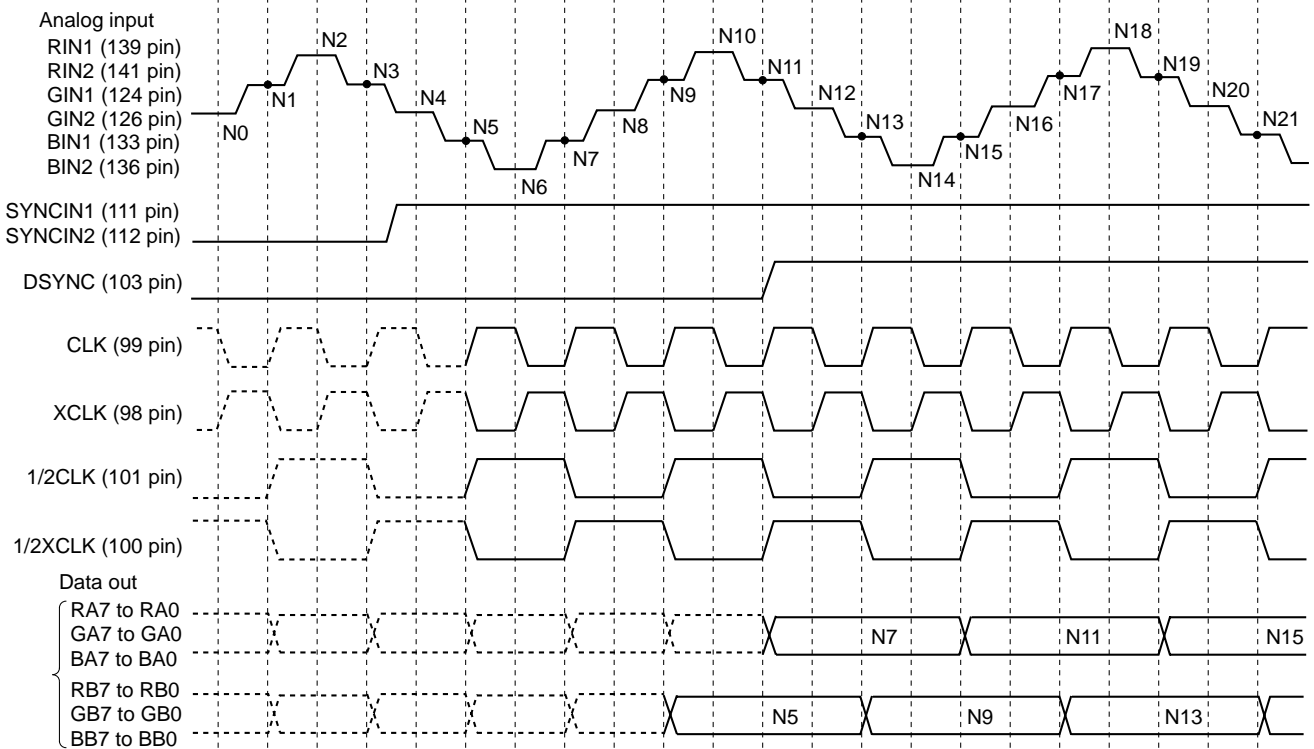 Analog input
RIN1 (139 pin)
RIN2 (141 pin)
GIN1 (124 pin)
GIN2 (126 pin)
BIN1 (133 pin)
BIN2 (136 pin)
N0
N1
N2
N3
N4
N5
N6
N7
N8
N9
N10
N11
N12
N13
N14
N15
N16
N17
N18
N19
N20
N21
SYNCIN1 (111 pin)
SYNCIN2 (112 pin)
DSYNC (103 pin)
CLK (99 pin)
XCLK (98 pin)
1/2CLK (101 pin)
1/2XCLK (100 pin)
Data out
RA7 to RA0
GA7 to GA0
BA7 to BA0
N7
N11
N15
RB7 to RB0
GB7 to GB0
BB7 to BB0
N5
N9
N13